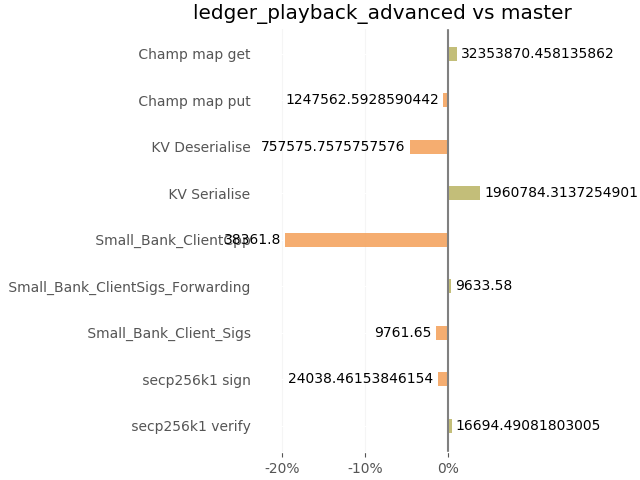 ledger_playback_advanced vs master
Champ map get 32353870.458135862
Champ map put 1247562.5928590442
KV Deserialise 757575.7575757576
KV Serialise 1960784.3137254901
Small_Bank_ClientCpp 38361.8
Small_Bank_ClientSigs_Forwarding 9633.58
Small_Bank_Client_Sigs 9761.65
secp256k1 sign 24038.46153846154
secp256k1 verify 16694.49081803005
-20% -10% 0%